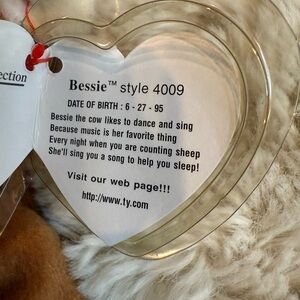 ection
Bessie™ style 4009
DATE OF BIRTH : 6 - 27 - 95
Bessie the cow likes to dance and sing
Because music is her favorite thing
Every night when you are counting sheep
She'll sing you a song to help you sleep!
Visit our web page!!!
http://www.ty.com